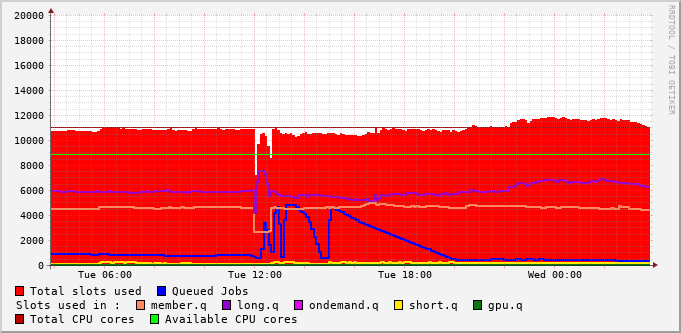 20000
18000
16000
14000
12000
10000
8000
6000
4000
2000
0
Tue 06:00 Tue 12:00 Tue 18:00 Wed 00:00
Total slots used Queued Jobs
Slots used in : member.q long.q ondemand.q short.q gpu.q
Total CPU cores Available CPU cores
RRDTOOL / TOBI OETIKER